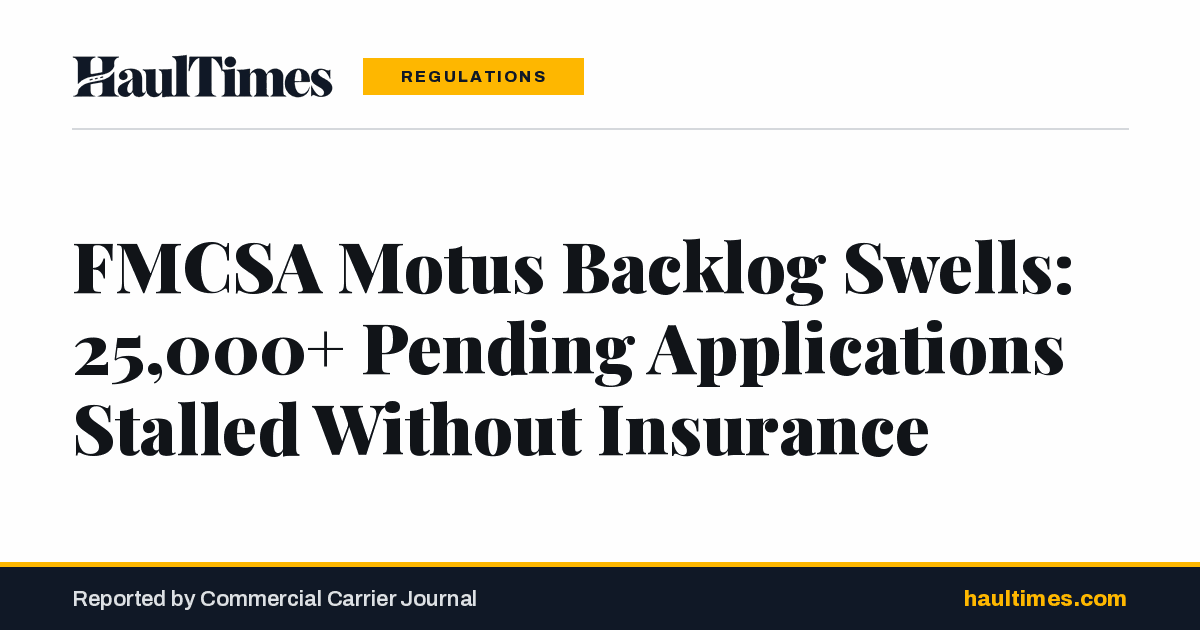 HaulTimes
REGULATIONS
FMCSA Motus Backlog Swells:
25,000+ Pending Applications
Stalled Without Insurance
Reported by Commercial Carrier Journal
haultimes.com